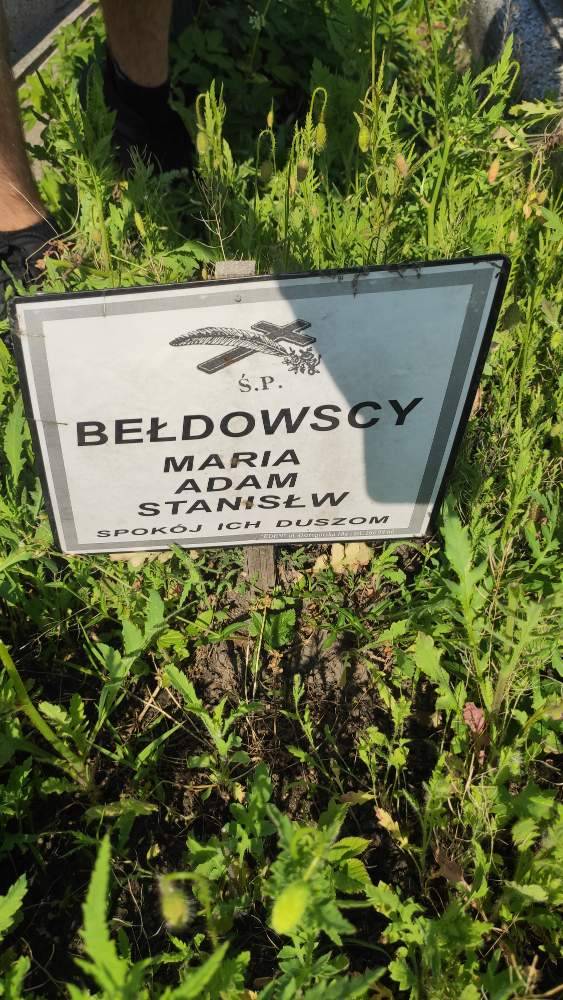 Ś.P.
BEŁDOWSCY
MARIA
ADAM
STANISŁW
SPOKÓJ ICH DUSZOM